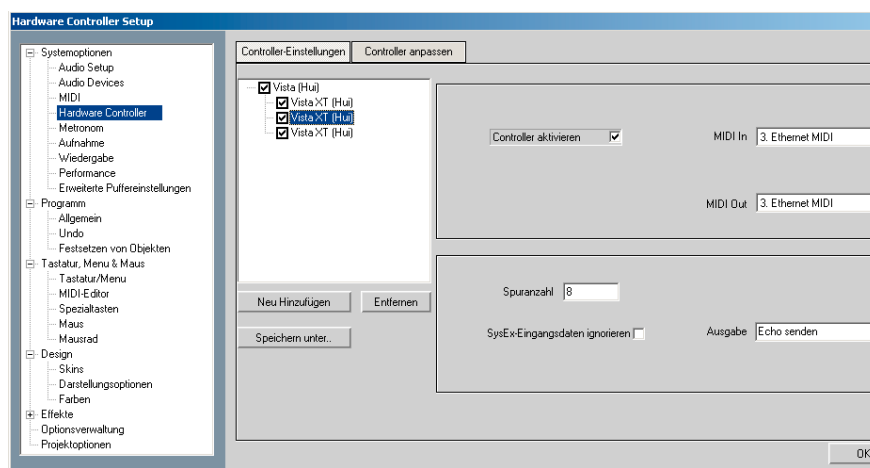 Hardware Controller Setup
Systemoptionen
Audio Setup
Audio Devices
MIDI
Hardware Controller
Metronom
Aufnahme
Wiedergabe
Performance
Erweiterte Puffereinstellungen
Programm
Allgemein
Undo
Festsetzen von Objekten
Tastatur, Menu & Maus
Tastatur/Menu
MIDI-Editor
Spezialtasten
Maus
Mausrad
Design
Skins
Darstellungsoptionen
Farben
Effekte
Optionsverwaltung
Projektoptionen
Controller-Einstellungen
Controller anpassen
Vista (Hui)
Vista XT (Hui)
Vista XT (Hui)
Vista XT (Hui)
Neu Hinzufügen
Entfernen
Speichern unter..
Controller aktivieren
MIDI In
3. Ethernet MIDI
MIDI Out
3. Ethernet MIDI
Spuranzahl
8
SysEx-Eingangsdaten ignorieren
Ausgabe
Echo senden
OK